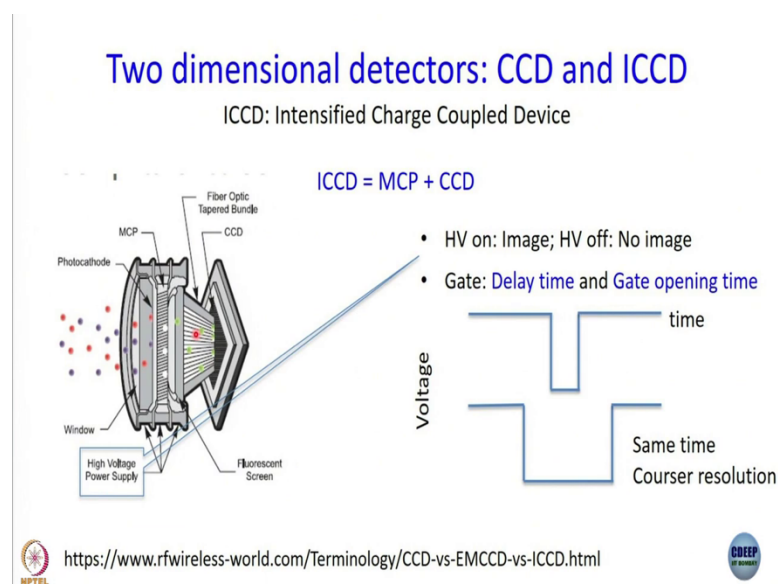 Two dimensional detectors: CCD and ICCD
ICCD: Intensified Charge Coupled Device
ICCD = MCP + CCD
Fiber Optic
Tapered Bundle
MCP
CCD
Photocathode
Window
High Voltage
Power Supply
Fluorescent
Screen
• HV on: Image; HV off: No image
• Gate: Delay time and Gate opening time
time
Voltage
Same time
Courser resolution
https://www.rfwireless-world.com/Terminology/CCD-vs-EMCCD-vs-ICCD.html
NPTEL
CDEEP
IIT BOMBAY